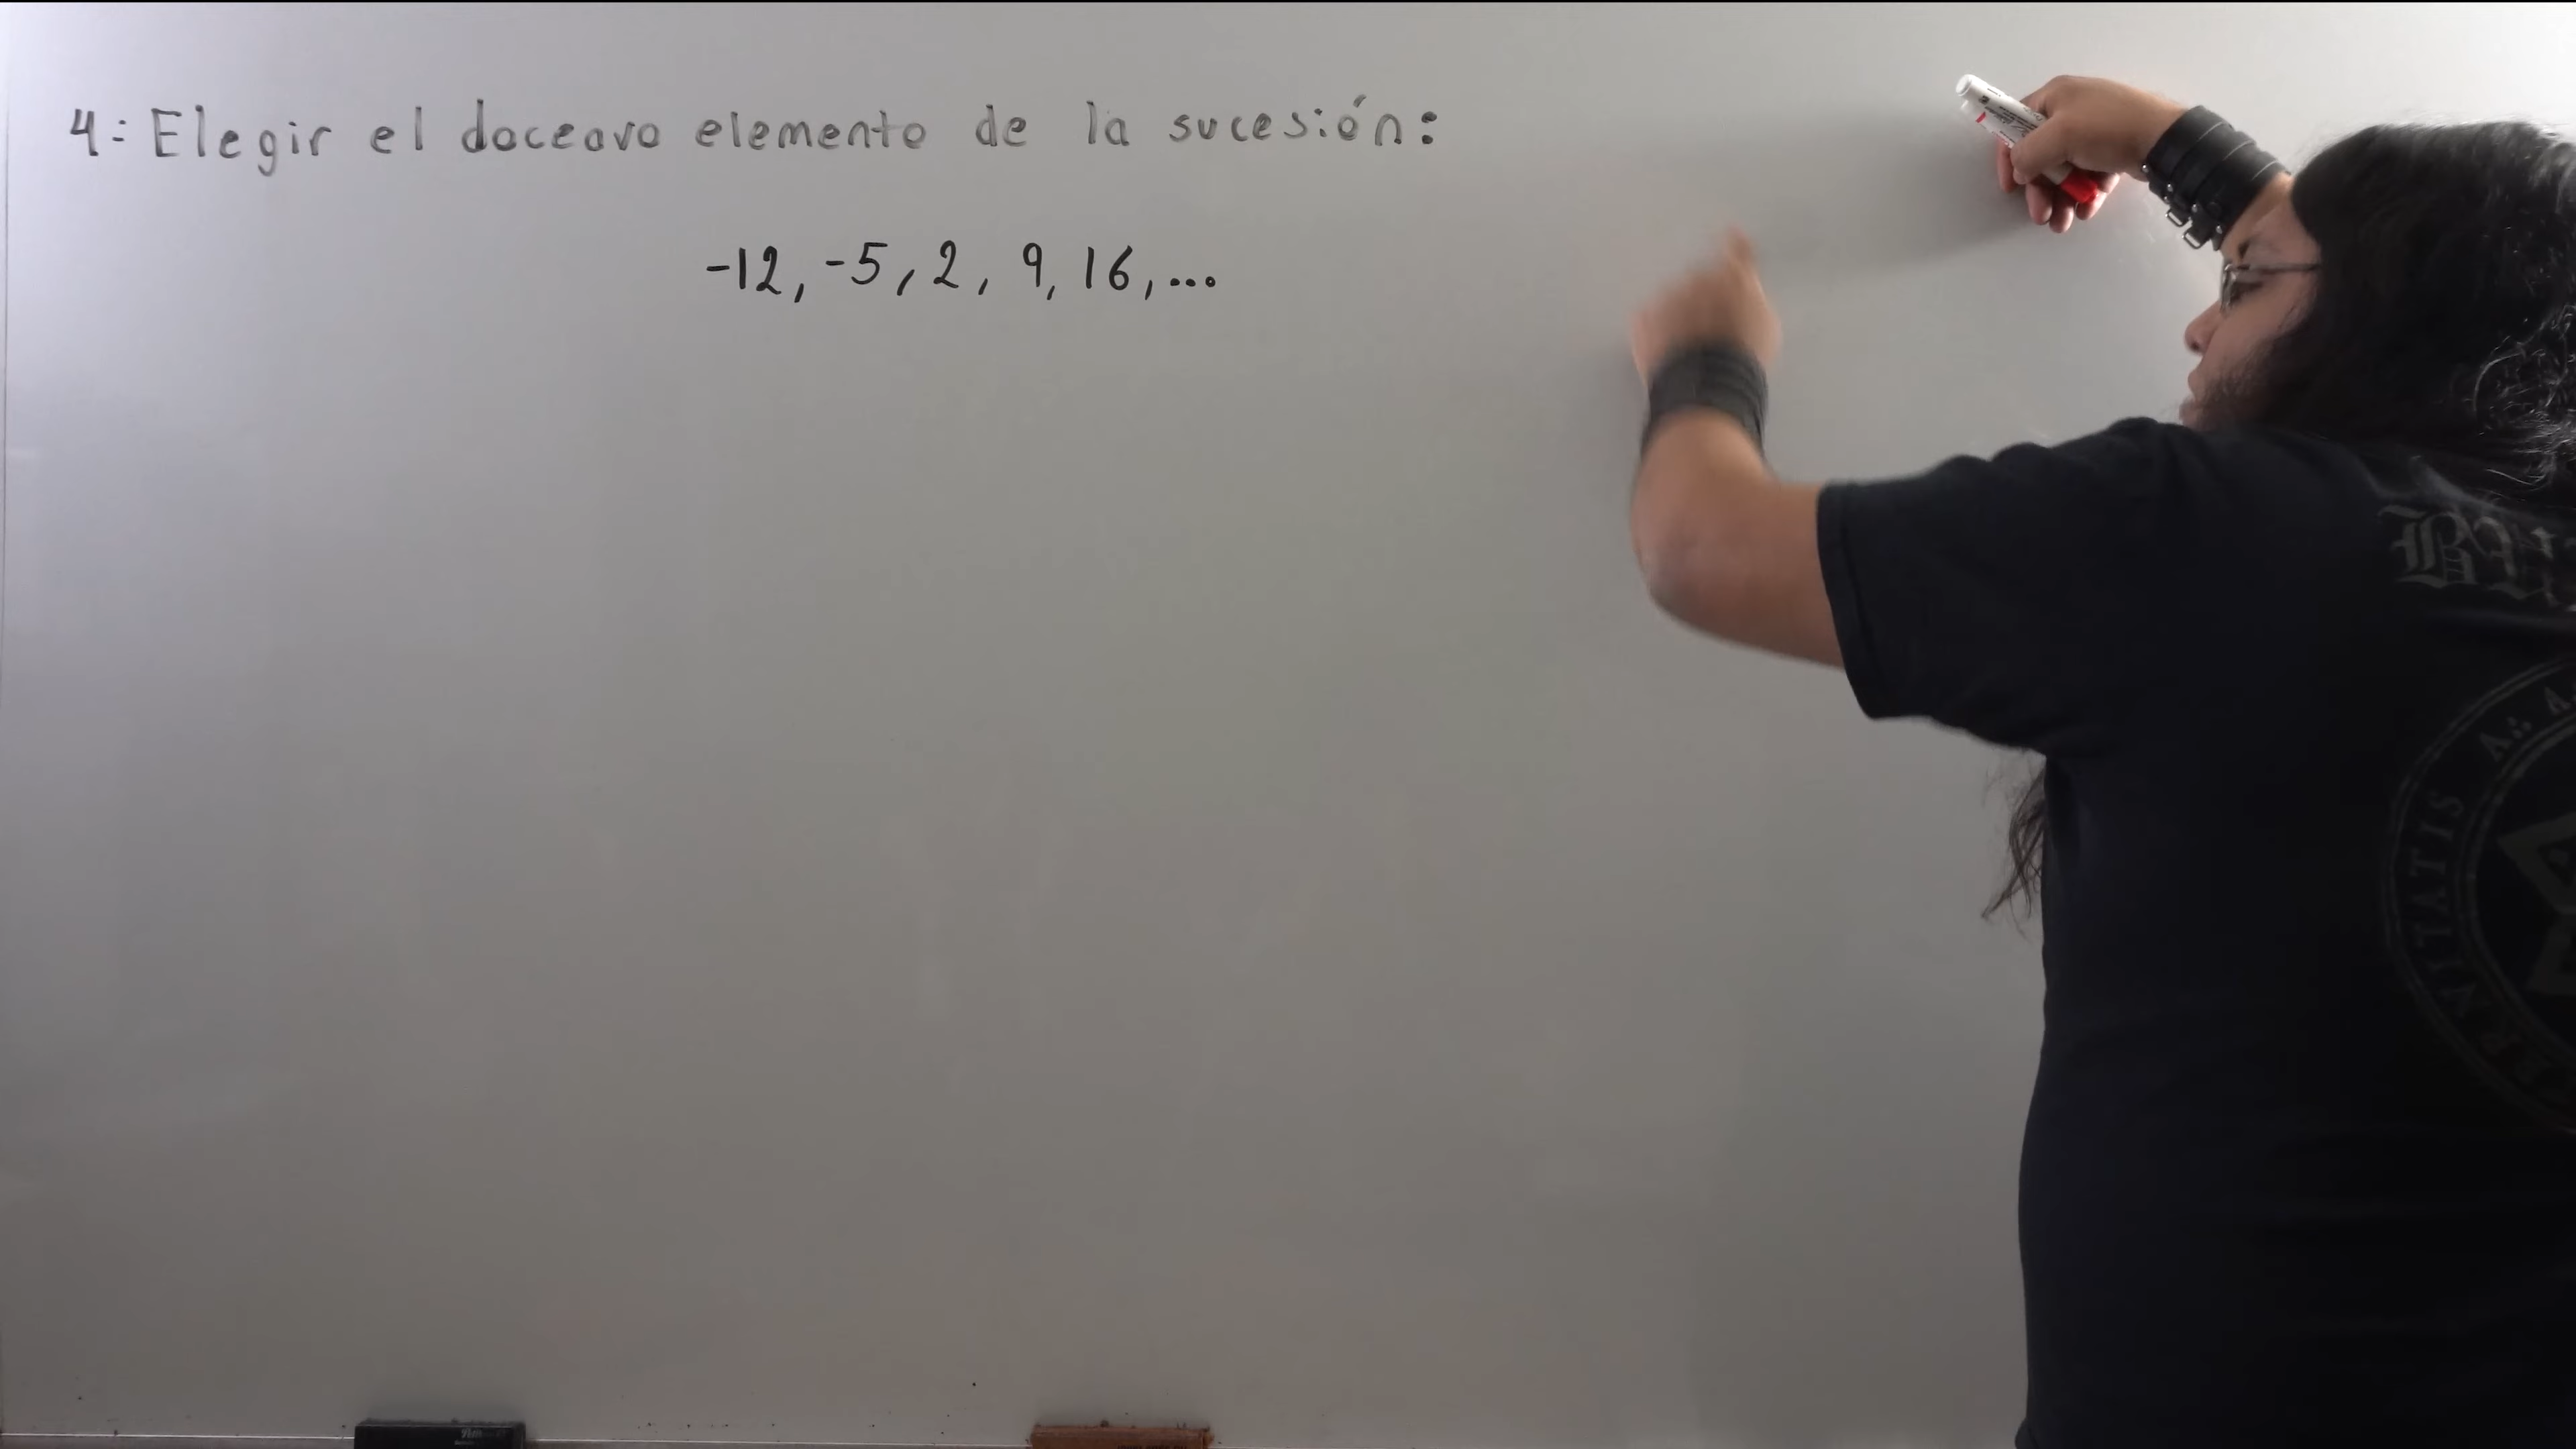 4: Elegir el doceavo elemento de la sucesión:
-12, -5, 2, 9, 16, ...